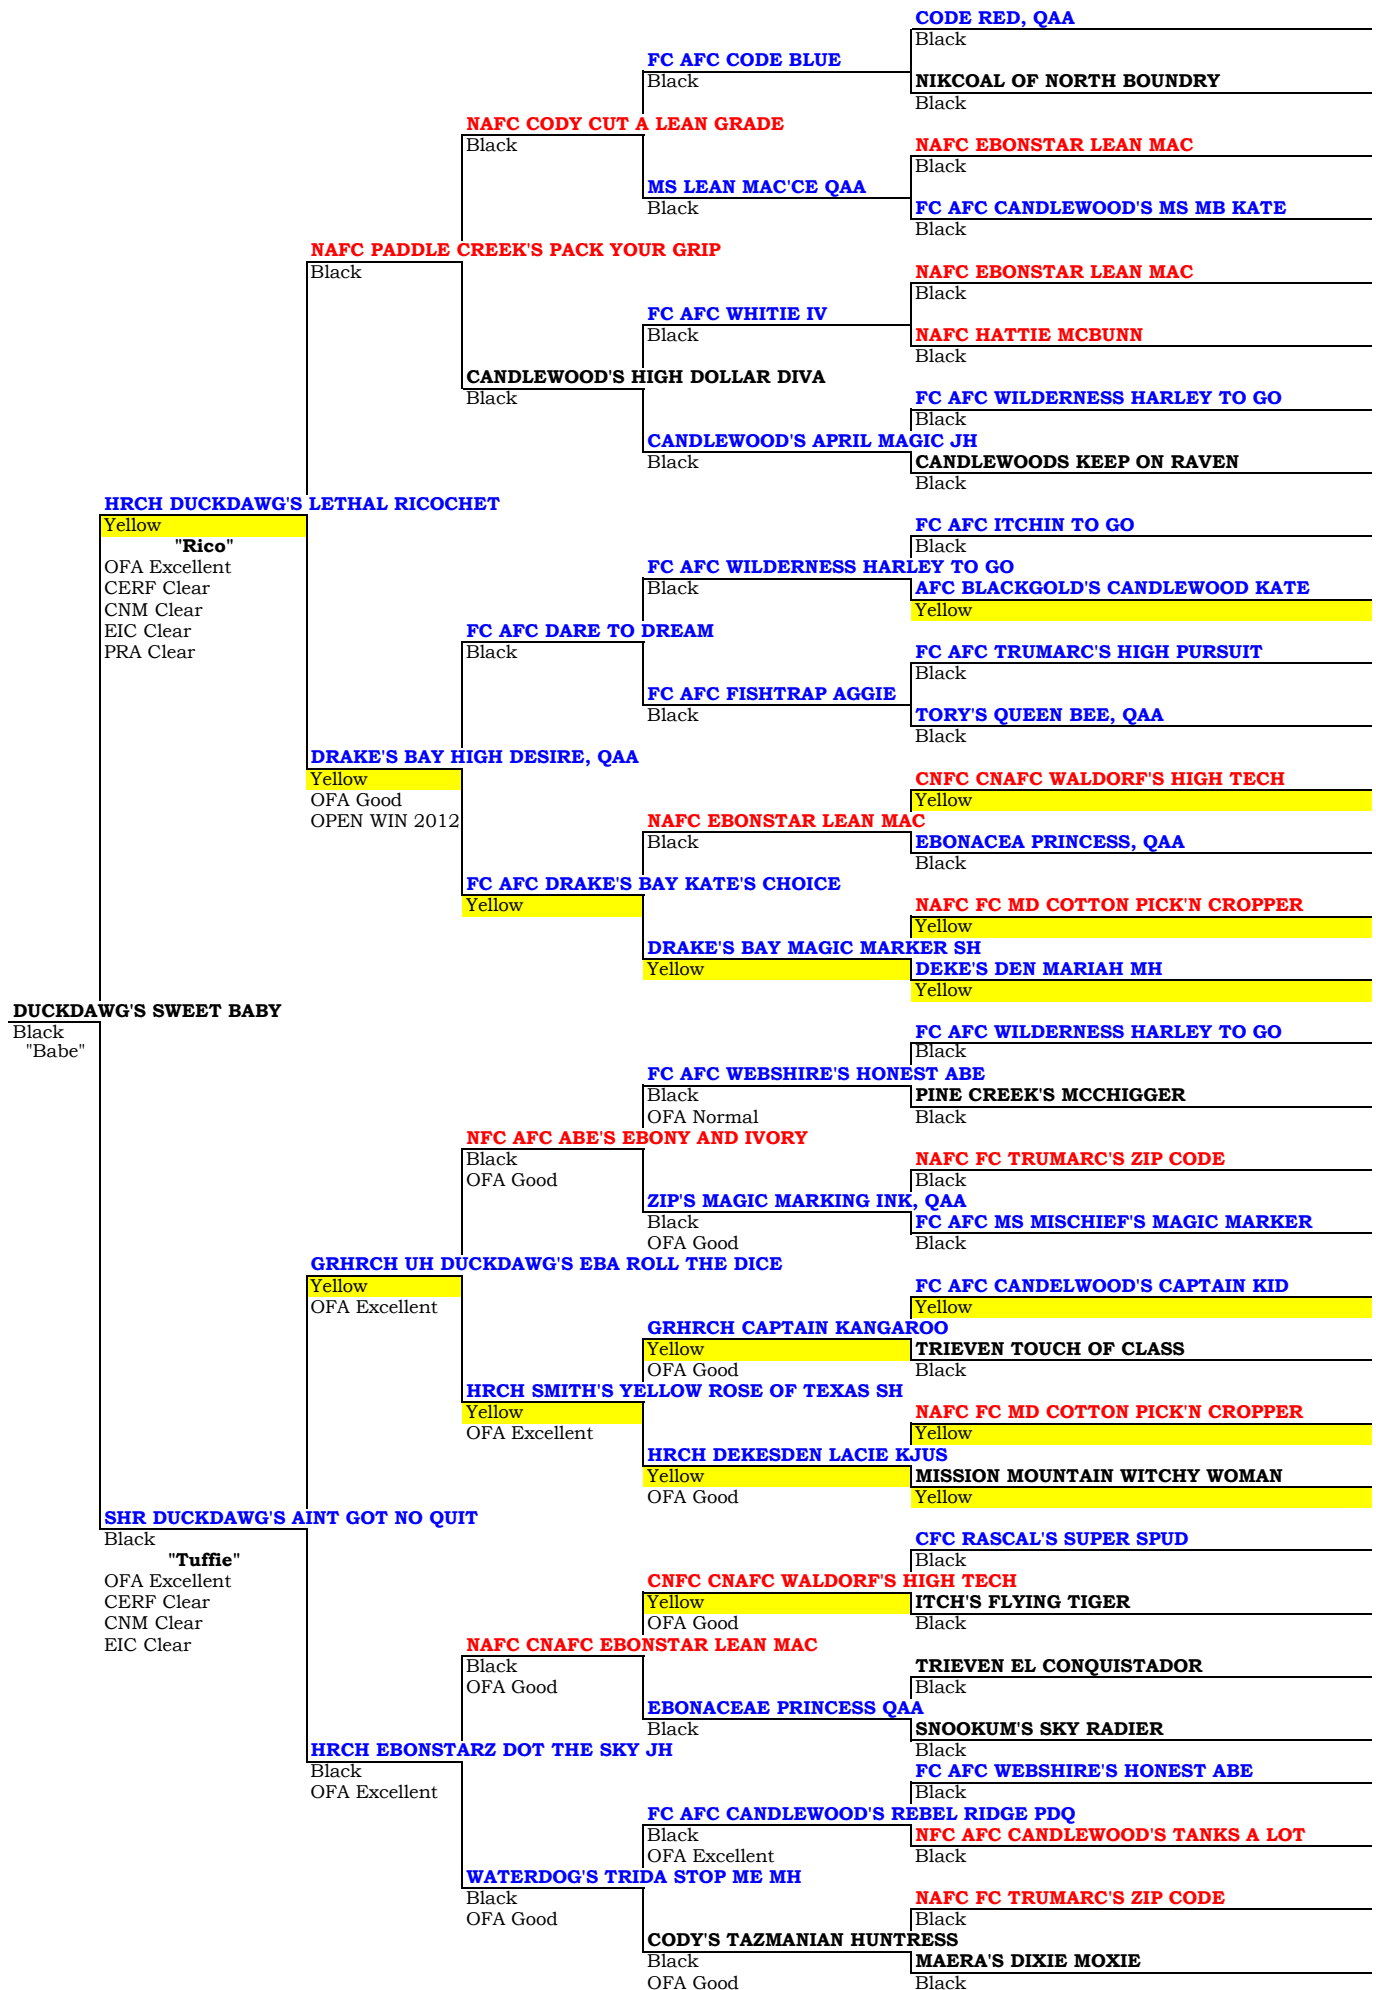 CODE RED, QAA
Black
FC AFC CODE BLUE
Black
NIKCOAL OF NORTH BOUNDRY
Black
NAFC CODY CUT A LEAN GRADE
Black
NAFC EBONSTAR LEAN MAC
Black
MS LEAN MAC'CE QAA
Black
FC AFC CANDLEWOOD'S MS MB KATE
Black
NAFC PADDLE CREEK'S PACK YOUR GRIP
Black
NAFC EBONSTAR LEAN MAC
Black
FC AFC WHITIE IV
Black
NAFC HATTIE MCBUNN
Black
CANDLEWOOD'S HIGH DOLLAR DIVA
Black
FC AFC WILDERNESS HARLEY TO GO
Black
CANDLEWOOD'S APRIL MAGIC JH
Black
CANDLEWOODS KEEP ON RAVEN
Black
HRCH DUCKDAWG'S LETHAL RICOCHET
Yellow
"Rico"
OFA Excellent
CERF Clear
CNM Clear
EIC Clear
PRA Clear
FC AFC ITCHIN TO GO
Black
FC AFC WILDERNESS HARLEY TO GO
Black
AFC BLACKGOLD'S CANDLEWOOD KATE
Yellow
FC AFC DARE TO DREAM
Black
FC AFC TRUMARC'S HIGH PURSUIT
Black
FC AFC FISHTRAP AGGIE
Black
TORY'S QUEEN BEE, QAA
Black
DRAKE'S BAY HIGH DESIRE, QAA
Yellow
OFA Good
OPEN WIN 2012
CNFC CNAFC WALDORF'S HIGH TECH
Yellow
NAFC EBONSTAR LEAN MAC
Black
EBONACEA PRINCESS, QAA
Black
FC AFC DRAKE'S BAY KATE'S CHOICE
Yellow
NAFC FC MD COTTON PICK'N CROPPER
Yellow
DRAKE'S BAY MAGIC MARKER SH
Yellow
DEKE'S DEN MARIAH MH
Yellow
DUCKDAWG'S SWEET BABY
Black
"Babe"
FC AFC WILDERNESS HARLEY TO GO
Black
FC AFC WEBSHIRE'S HONEST ABE
Black
OFA Normal
PINE CREEK'S MCCHIGGER
Black
NFC AFC ABE'S EBONY AND IVORY
Black
OFA Good
NAFC FC TRUMARC'S ZIP CODE
Black
ZIP'S MAGIC MARKING INK, QAA
Black
OFA Good
FC AFC MS MISCHIEF'S MAGIC MARKER
Black
GRHRCH UH DUCKDAWG'S EBA ROLL THE DICE
Yellow
OFA Excellent
FC AFC CANDELWOOD'S CAPTAIN KID
Yellow
GRHRCH CAPTAIN KANGAROO
Yellow
OFA Good
TRIEVEN TOUCH OF CLASS
Black
HRCH SMITH'S YELLOW ROSE OF TEXAS SH
Yellow
OFA Excellent
NAFC FC MD COTTON PICK'N CROPPER
Yellow
HRCH DEKESDEN LACIE KJUS
Yellow
OFA Good
MISSION MOUNTAIN WITCHY WOMAN
Yellow
SHR DUCKDAWG'S AINT GOT NO QUIT
Black
"Tuffie"
OFA Excellent
CERF Clear
CNM Clear
EIC Clear
CFC RASCAL'S SUPER SPUD
Black
CNFC CNAFC WALDORF'S HIGH TECH
Yellow
OFA Good
ITCH'S FLYING TIGER
Black
NAFC CNAFC EBONSTAR LEAN MAC
Black
OFA Good
TRIEVEN EL CONQUISTADOR
Black
EBONACEAE PRINCESS QAA
Black
SNOOKUM'S SKY RADIER
Black
HRCH EBONSTARZ DOT THE SKY JH
Black
OFA Excellent
FC AFC WEBSHIRE'S HONEST ABE
Black
FC AFC CANDLEWOOD'S REBEL RIDGE PDQ
Black
OFA Excellent
NFC AFC CANDLEWOOD'S TANKS A LOT
Black
WATERDOG'S TRIDA STOP ME MH
Black
OFA Good
NAFC FC TRUMARC'S ZIP CODE
Black
CODY'S TAZMANIAN HUNTRESS
Black
OFA Good
MAERA'S DIXIE MOXIE
Black